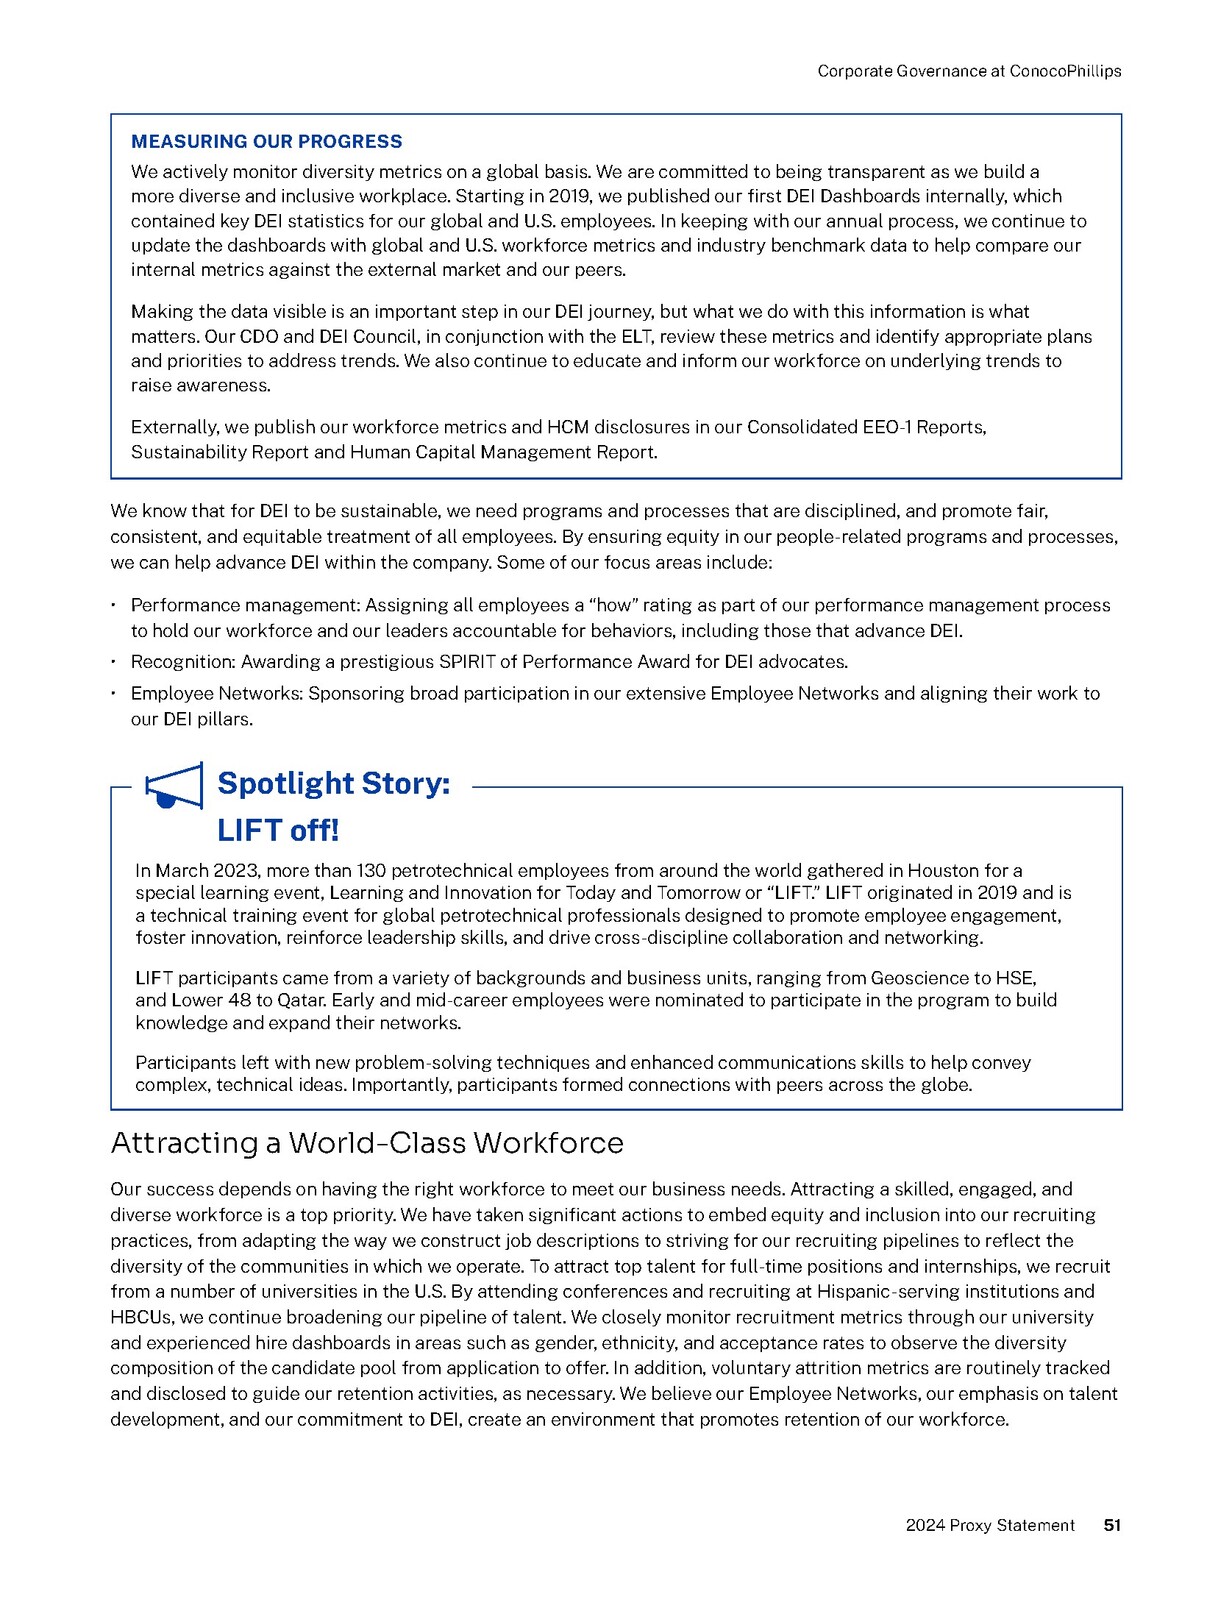 Corporate Governance at ConocoPhillips
MEASURING OUR PROGRESS
We actively monitor diversity metrics on a global basis. We are committed to being transparent as we build a
more diverse and inclusive workplace. Starting in 2019, we published our first DEI Dashboards internally, which
contained key DEI statistics for our global and U.S. employees. In keeping with our annual process, we continue to
update the dashboards with global and U.S. workforce metrics and industry benchmark data to help compare our
internal metrics against the external market and our peers.
Making the data visible is an important step in our DEI journey, but what we do with this information is what
matters. Our CDO and DEI Council, in conjunction with the ELT, review these metrics and identify appropriate plans
and priorities to address trends. We also continue to educate and inform our workforce on underlying trends to
raise awareness.
Externally, we publish our workforce metrics and HCM disclosures in our Consolidated EEO-1 Reports,
Sustainability Report and Human Capital Management Report.
We know that for DEI to be sustainable, we need programs and processes that are disciplined, and promote fair,
consistent, and equitable treatment of all employees. By ensuring equity in our people-related programs and processes,
we can help advance DEI within the company. Some of our focus areas include:
• Performance management: Assigning all employees a “how” rating as part of our performance management process
to hold our workforce and our leaders accountable for behaviors, including those that advance DEI.
• Recognition: Awarding a prestigious SPIRIT of Performance Award for DEI advocates.
• Employee Networks: Sponsoring broad participation in our extensive Employee Networks and aligning their work to
our DEI pillars.
Spotlight Story:
LIFT off!
In March 2023, more than 130 petrotechnical employees from around the world gathered in Houston for a
special learning event, Learning and Innovation for Today and Tomorrow or “LIFT.” LIFT originated in 2019 and is
a technical training event for global petrotechnical professionals designed to promote employee engagement,
foster innovation, reinforce leadership skills, and drive cross-discipline collaboration and networking.
LIFT participants came from a variety of backgrounds and business units, ranging from Geoscience to HSE,
and Lower 48 to Qatar. Early and mid-career employees were nominated to participate in the program to build
knowledge and expand their networks.
Participants left with new problem-solving techniques and enhanced communications skills to help convey
complex, technical ideas. Importantly, participants formed connections with peers across the globe.
Attracting a World-Class Workforce
Our success depends on having the right workforce to meet our business needs. Attracting a skilled, engaged, and
diverse workforce is a top priority. We have taken significant actions to embed equity and inclusion into our recruiting
practices, from adapting the way we construct job descriptions to striving for our recruiting pipelines to reflect the
diversity of the communities in which we operate. To attract top talent for full-time positions and internships, we recruit
from a number of universities in the U.S. By attending conferences and recruiting at Hispanic-serving institutions and
HBCUs, we continue broadening our pipeline of talent. We closely monitor recruitment metrics through our university
and experienced hire dashboards in areas such as gender, ethnicity, and acceptance rates to observe the diversity
composition of the candidate pool from application to offer. In addition, voluntary attrition metrics are routinely tracked
and disclosed to guide our retention activities, as necessary. We believe our Employee Networks, our emphasis on talent
development, and our commitment to DEI, create an environment that promotes retention of our workforce.
2024 Proxy Statement 51